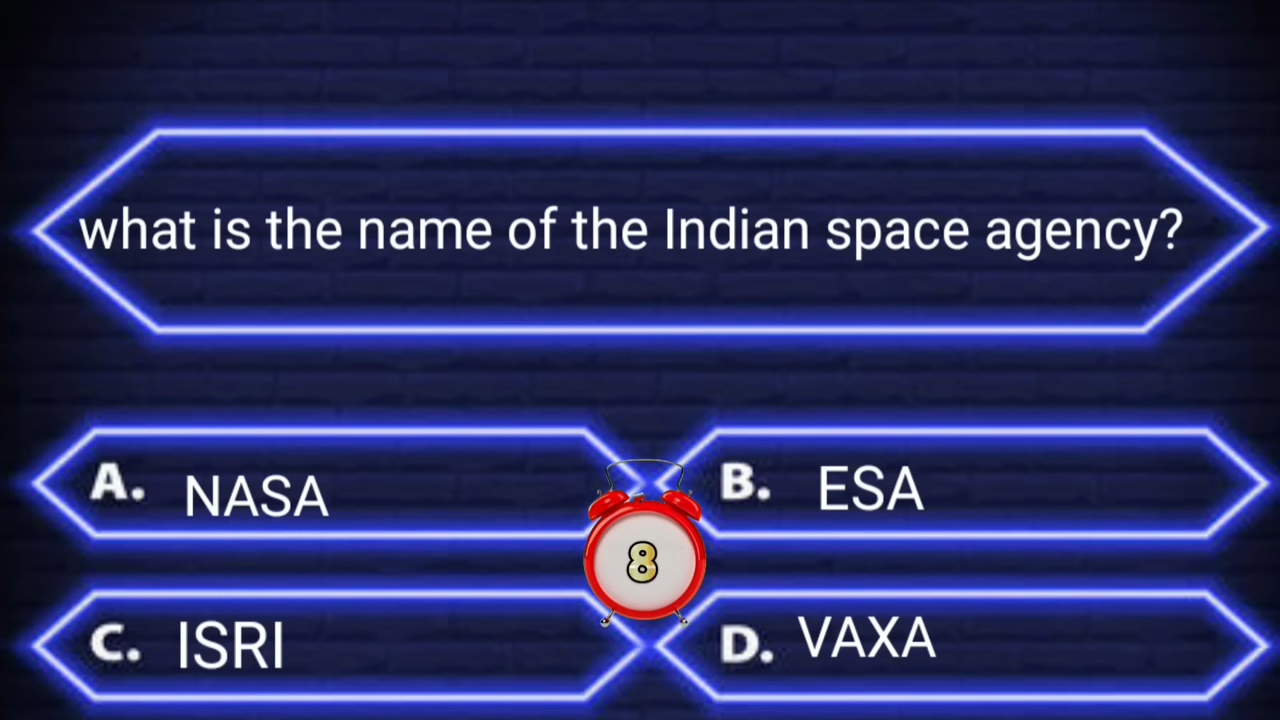 what is the name of the Indian space agency?
A. NASA
B. ESA
8
C. ISRI
D. VAXA